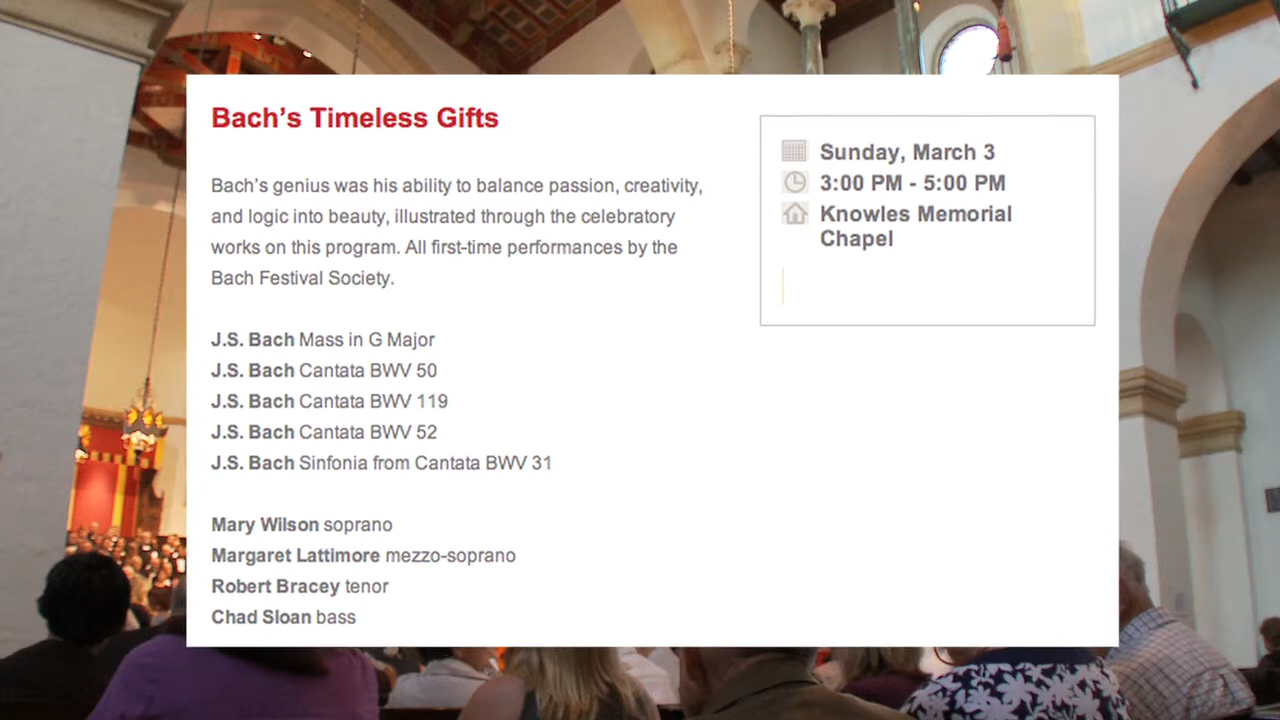 Bach’s Timeless Gifts
Bach’s genius was his ability to balance passion, creativity,
and logic into beauty, illustrated through the celebratory
works on this program. All first-time performances by the
Bach Festival Society.
J.S. Bach Mass in G Major
J.S. Bach Cantata BWV 50
J.S. Bach Cantata BWV 119
J.S. Bach Cantata BWV 52
J.S. Bach Sinfonia from Cantata BWV 31
Mary Wilson soprano
Margaret Lattimore mezzo-soprano
Robert Bracey tenor
Chad Sloan bass
Sunday, March 3
3:00 PM - 5:00 PM
Knowles Memorial
Chapel